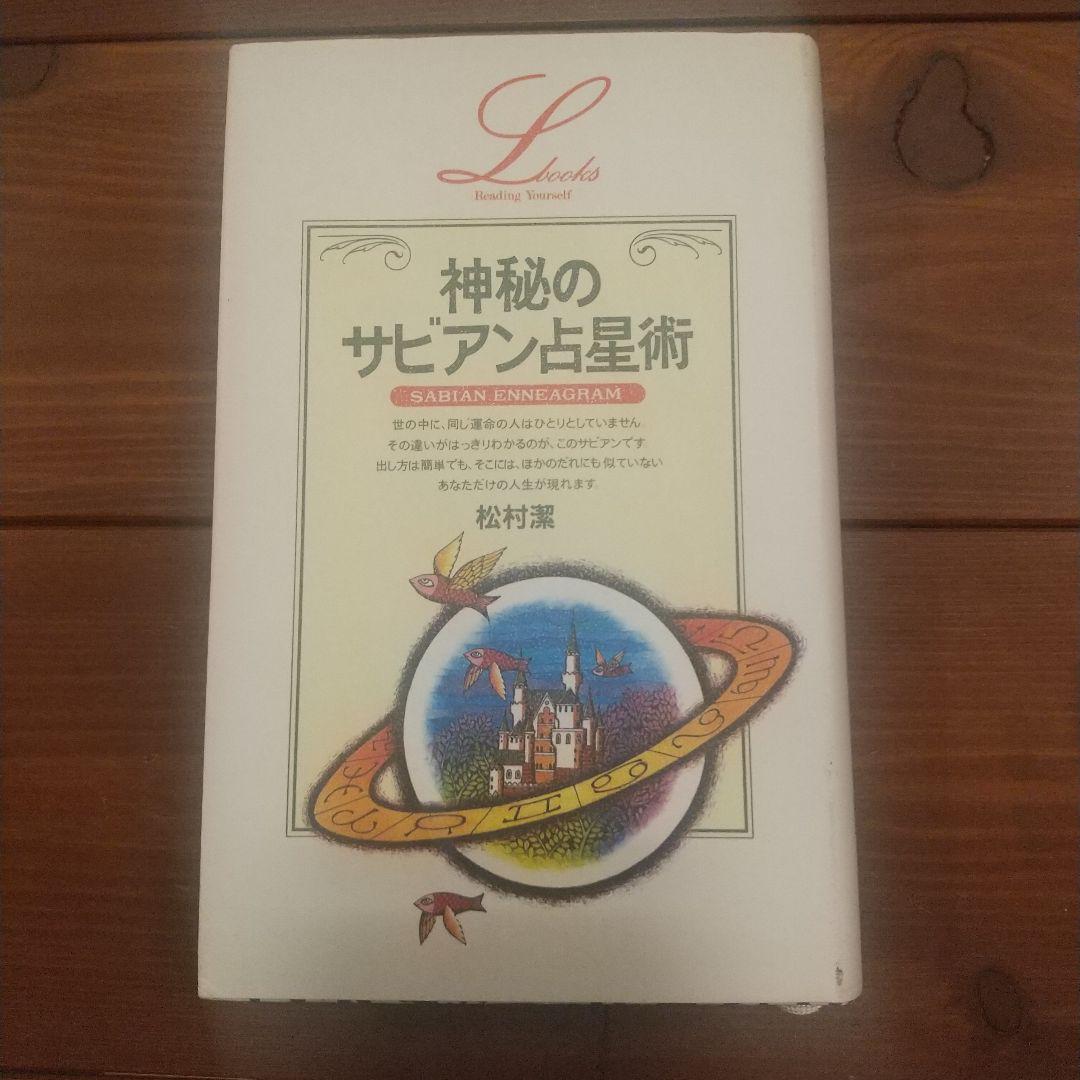 L books
Reading Yourself
神秘の
サビアン占星術
SABIAN ENNEAGRAM
世の中に、同じ運命の人はひとりとしていません。
その違いがはっきりわかるのが、このサビアンです。
出し方は簡単でも、そこには、ほかのだれにも似ていない
あなただけの人生が現れます。
松村潔